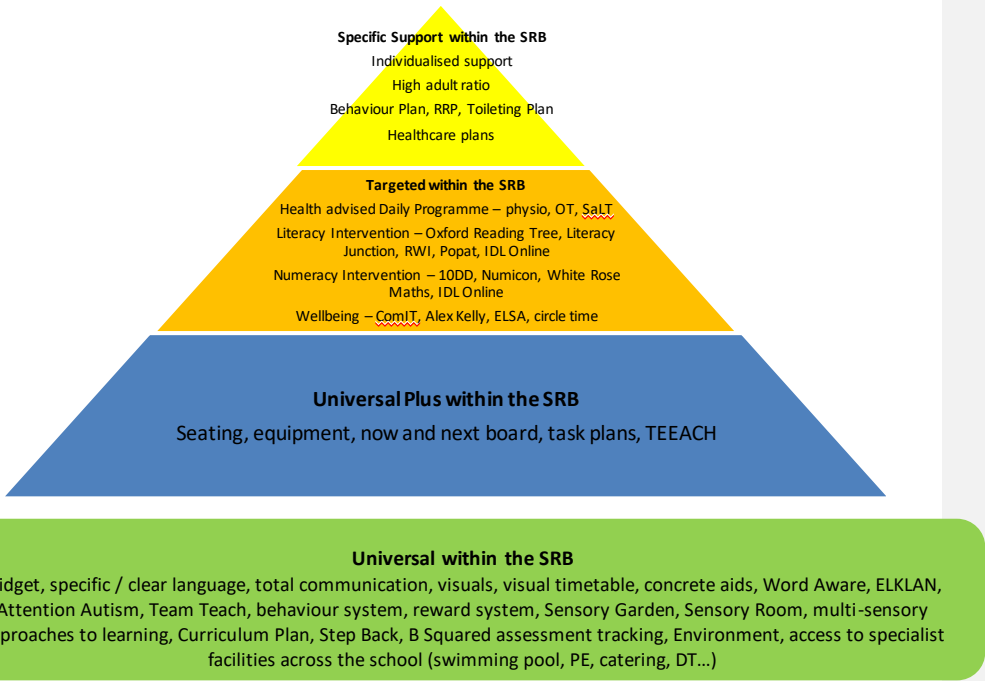 Specific Support within the SRB
Individualised support
High adult ratio
Behaviour Plan, RRP, Toileting Plan
Healthcare plans
Targeted within the SRB
Health advised Daily Programme – physio, OT, SaLT
Literacy Intervention – Oxford Reading Tree, Literacy
Junction, RWI, Popat, IDL Online
Numeracy Intervention – 10DD, Numicon, White Rose
Maths, IDL Online
Wellbeing – ComIT, Alex Kelly, ELSA, circle time
Universal Plus within the SRB
Seating, equipment, now and next board, task plans, TEEACH
Universal within the SRB
idget, specific / clear language, total communication, visuals, visual timetable, concrete aids, Word Aware, ELKLAN,
Attention Autism, Team Teach, behaviour system, reward system, Sensory Garden, Sensory Room, multi-sensory
proaches to learning, Curriculum Plan, Step Back, B Squared assessment tracking, Environment, access to specialist
facilities across the school (swimming pool, PE, catering, DT...)